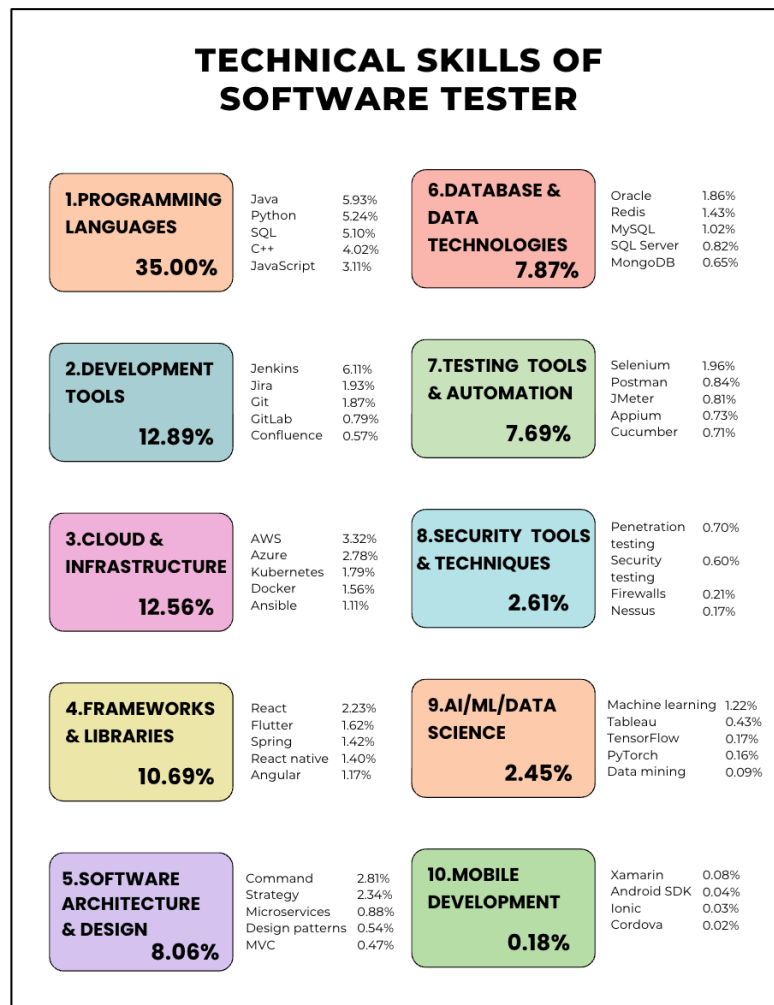 TECHNICAL SKILLS OF
SOFTWARE TESTER
1.PROGRAMMING
LANGUAGES
35.00%
Java 5.93%
Python 5.24%
SQL 5.10%
C++ 4.02%
JavaScript 3.11%
2.DEVELOPMENT
TOOLS
12.89%
Jenkins 6.11%
Jira 1.93%
Git 1.87%
GitLab 0.79%
Confluence 0.57%
3.CLOUD &
INFRASTRUCTURE
12.56%
AWS 3.32%
Azure 2.78%
Kubernetes 1.79%
Docker 1.56%
Ansible 1.11%
4.FRAMEWORKS
& LIBRARIES
10.69%
React 2.23%
Flutter 1.62%
Spring 1.42%
React native 1.40%
Angular 1.17%
5.SOFTWARE
ARCHITECTURE
& DESIGN
8.06%
Command 2.81%
Strategy 2.34%
Microservices 0.88%
Design patterns 0.54%
MVC 0.47%
6.DATABASE &
DATA
TECHNOLOGIES
7.87%
Oracle 1.86%
Redis 1.43%
MySQL 1.02%
SQL Server 0.82%
MongoDB 0.65%
7.TESTING TOOLS
& AUTOMATION
7.69%
Selenium 1.96%
Postman 0.84%
JMeter 0.81%
Appium 0.73%
Cucumber 0.71%
8.SECURITY TOOLS
& TECHNIQUES
2.61%
Penetration 0.70%
testing
Security 0.60%
testing
Firewalls 0.21%
Nessus 0.17%
9.AI/ML/DATA
SCIENCE
2.45%
Machine learning 1.22%
Tableau 0.43%
TensorFlow 0.17%
PyTorch 0.16%
Data mining 0.09%
10.MOBILE
DEVELOPMENT
0.18%
Xamarin 0.08%
Android SDK 0.04%
Ionic 0.03%
Cordova 0.02%